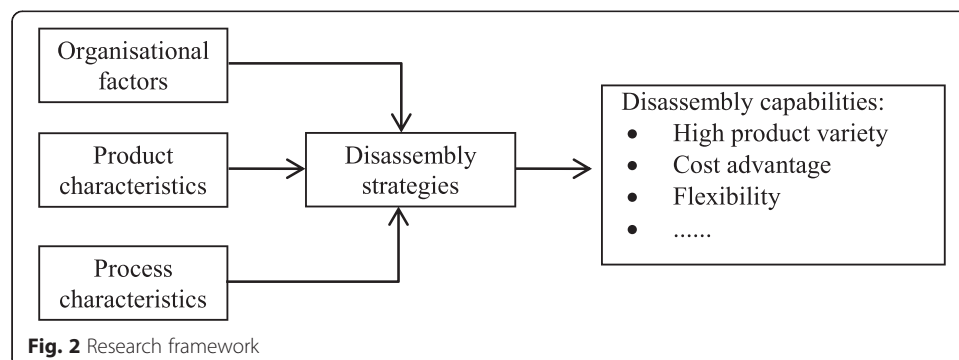 Organisational
factors
Product
characteristics
Process
characteristics
Disassembly
strategies
Disassembly capabilities:
● High product variety
● Cost advantage
● Flexibility
● ......
Fig. 2 Research framework